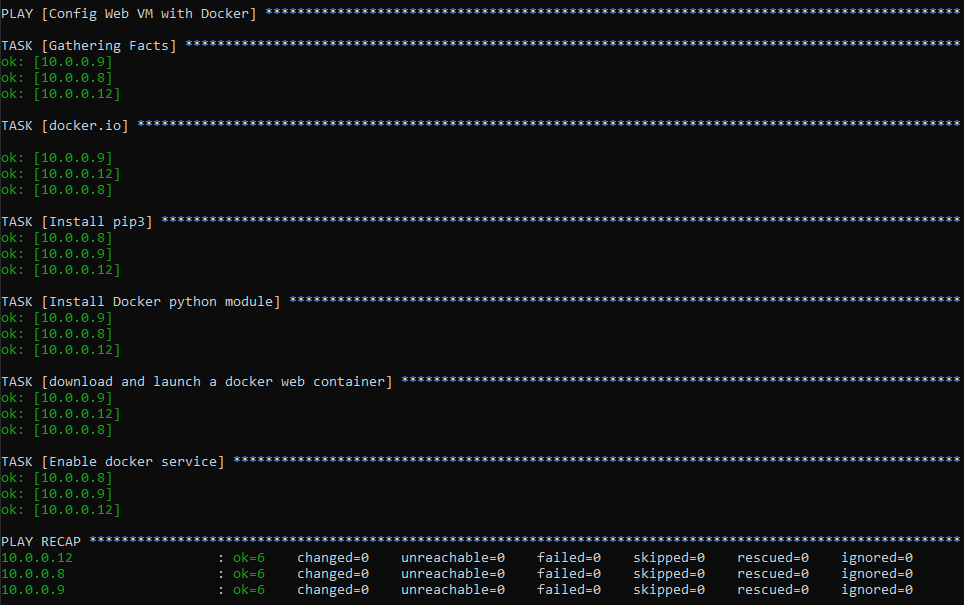 PLAY [Config Web VM with Docker] ***************************************************************************************
TASK [Gathering Facts] *************************************************************************************************
ok: [10.0.0.9]
ok: [10.0.0.8]
ok: [10.0.0.12]
TASK [docker.io] *******************************************************************************************************
ok: [10.0.0.9]
ok: [10.0.0.12]
ok: [10.0.0.8]
TASK [Install pip3] ****************************************************************************************************
ok: [10.0.0.8]
ok: [10.0.0.9]
ok: [10.0.0.12]
TASK [Install Docker python module] ************************************************************************************
ok: [10.0.0.9]
ok: [10.0.0.8]
ok: [10.0.0.12]
TASK [download and launch a docker web container] **********************************************************************
ok: [10.0.0.9]
ok: [10.0.0.12]
ok: [10.0.0.8]
TASK [Enable docker service] *******************************************************************************************
ok: [10.0.0.8]
ok: [10.0.0.9]
ok: [10.0.0.12]
PLAY RECAP *************************************************************************************************************
10.0.0.12                  : ok=6    changed=0    unreachable=0    failed=0    skipped=0    rescued=0    ignored=0
10.0.0.8                   : ok=6    changed=0    unreachable=0    failed=0    skipped=0    rescued=0    ignored=0
10.0.0.9                   : ok=6    changed=0    unreachable=0    failed=0    skipped=0    rescued=0    ignored=0